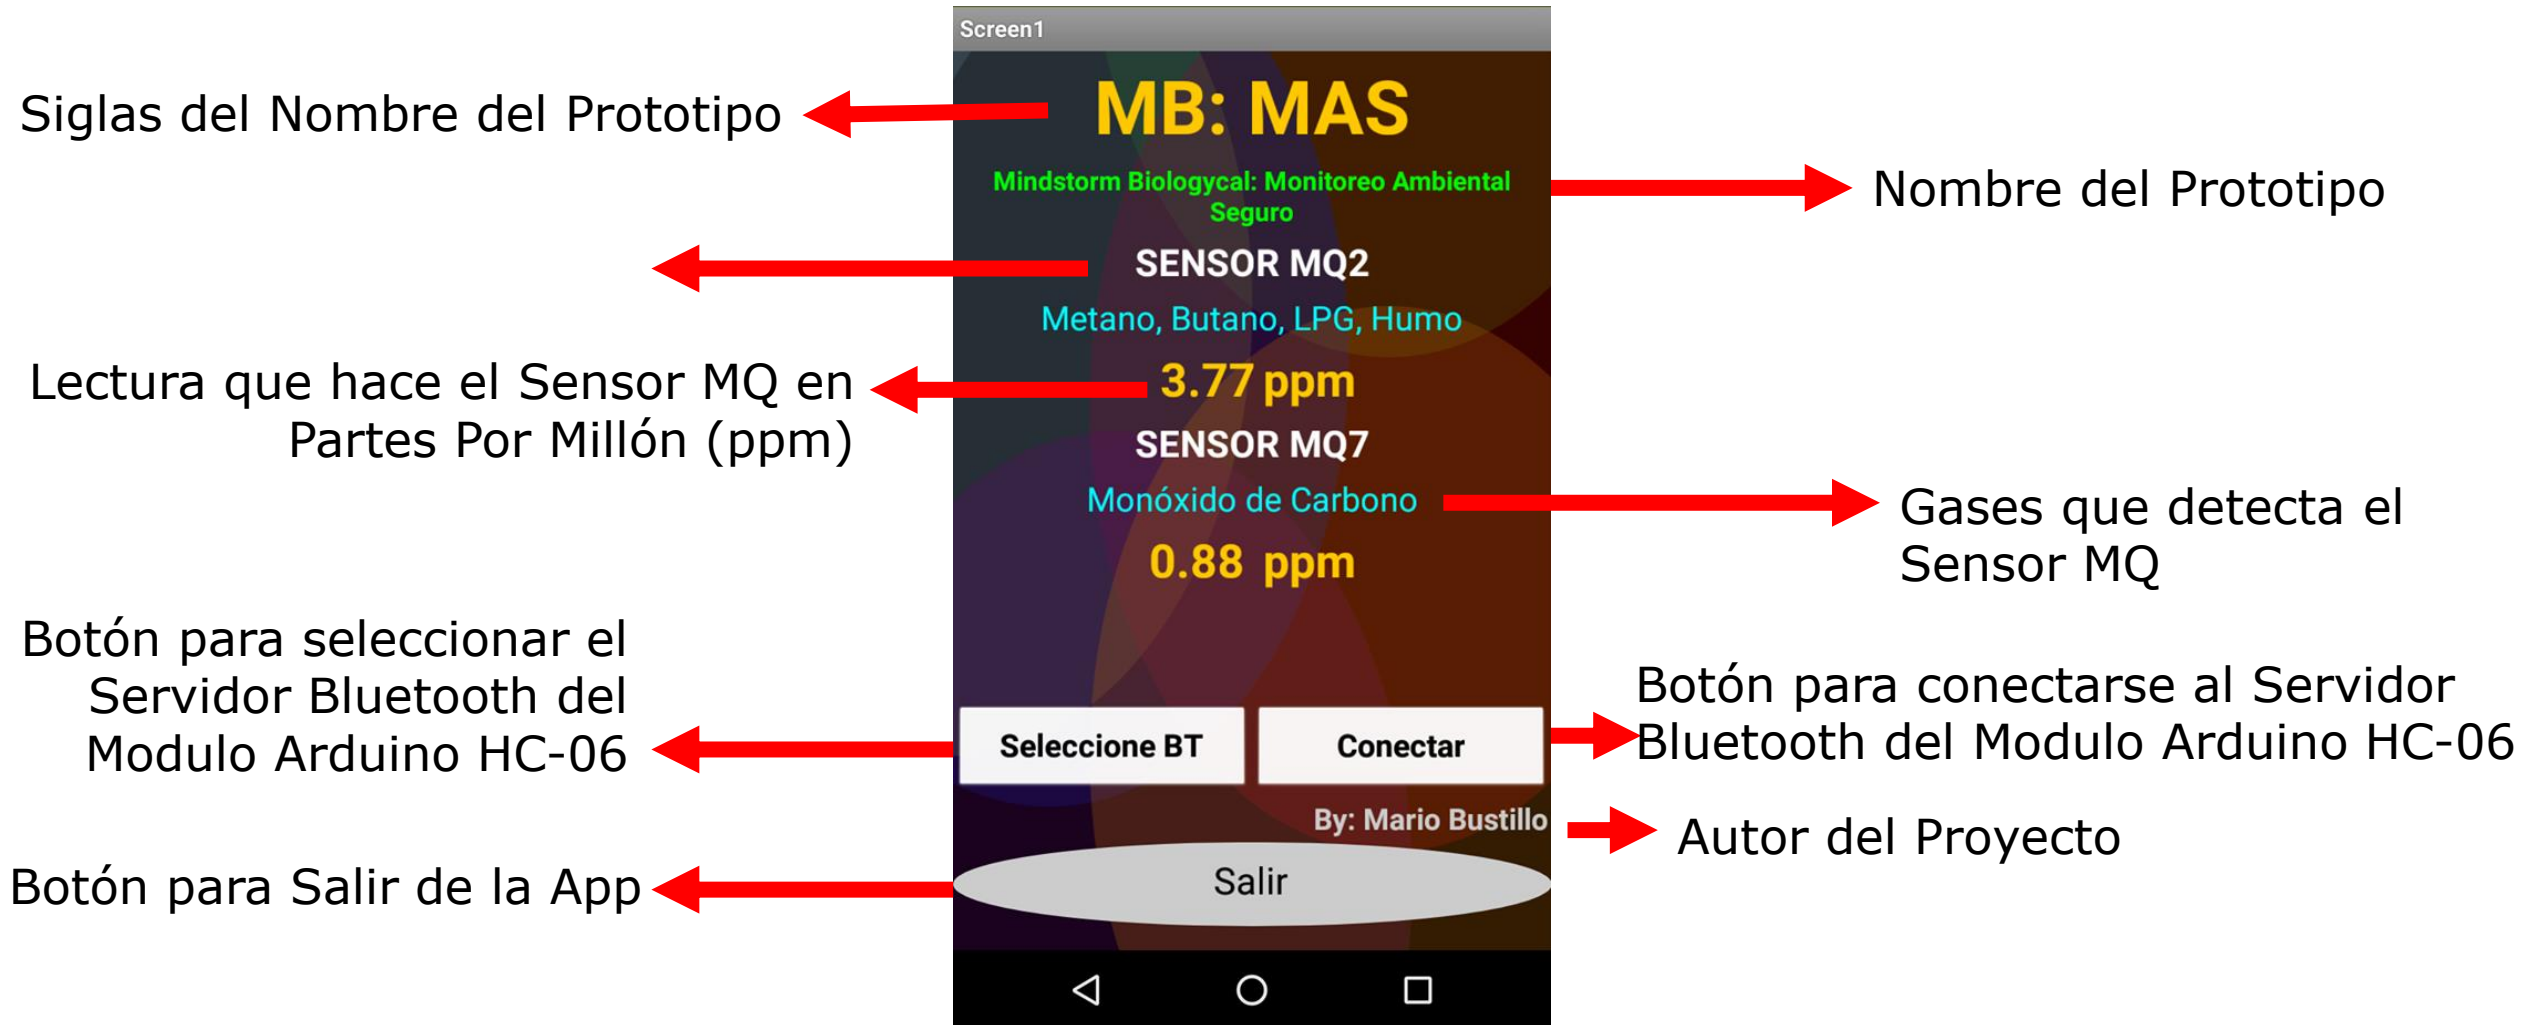 Screen1
Siglas del Nombre del Prototipo
MB: MAS
Mindstorm Biologycal: Monitoreo Ambiental
Seguro
Nombre del Prototipo
SENSOR MQ2
Metano, Butano, LPG, Humo
Lectura que hace el Sensor MQ en
Partes Por Millón (ppm)
3.77 ppm
SENSOR MQ7
Monóxido de Carbono
Gases que detecta el
Sensor MQ
0.88 ppm
Botón para seleccionar el
Servidor Bluetooth del
Modulo Arduino HC-06
Seleccione BT
Conectar
Botón para conectarse al Servidor
Bluetooth del Modulo Arduino HC-06
By: Mario Bustillo
Autor del Proyecto
Botón para Salir de la App
Salir